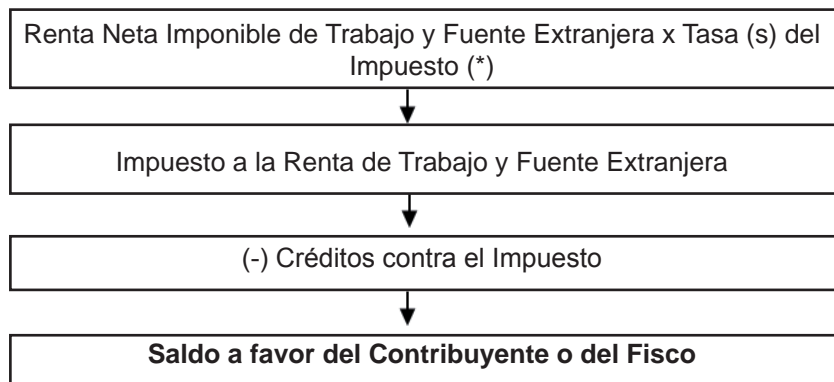 Renta Neta Imponible de Trabajo y Fuente Extranjera x Tasa (s) del
Impuesto (*)
Impuesto a la Renta de Trabajo y Fuente Extranjera
(-) Créditos contra el Impuesto
Saldo a favor del Contribuyente o del Fisco